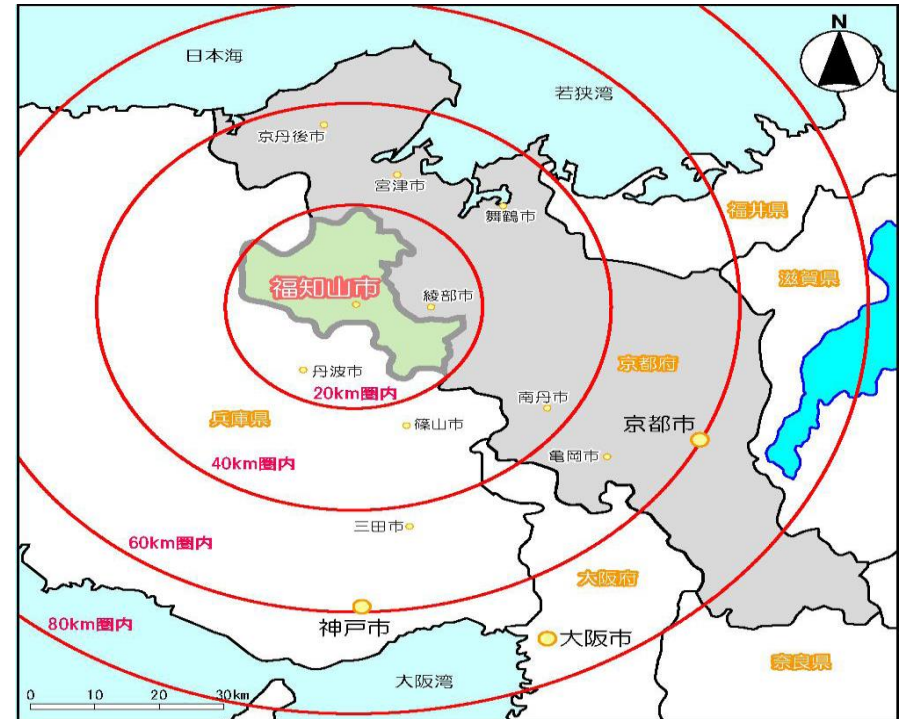 日本海
N
若狭湾
京丹後市
宮津市
舞鶴市
福井県
滋賀県
福知山市
綾部市
丹波市
京都府
20km圏内
南丹市
兵庫県
篠山市
京都市
亀岡市
40km圏内
三田市
60km圏内
大阪府
神戸市
80km圏内
大阪市
奈良県
大阪湾
0 10 20 30km